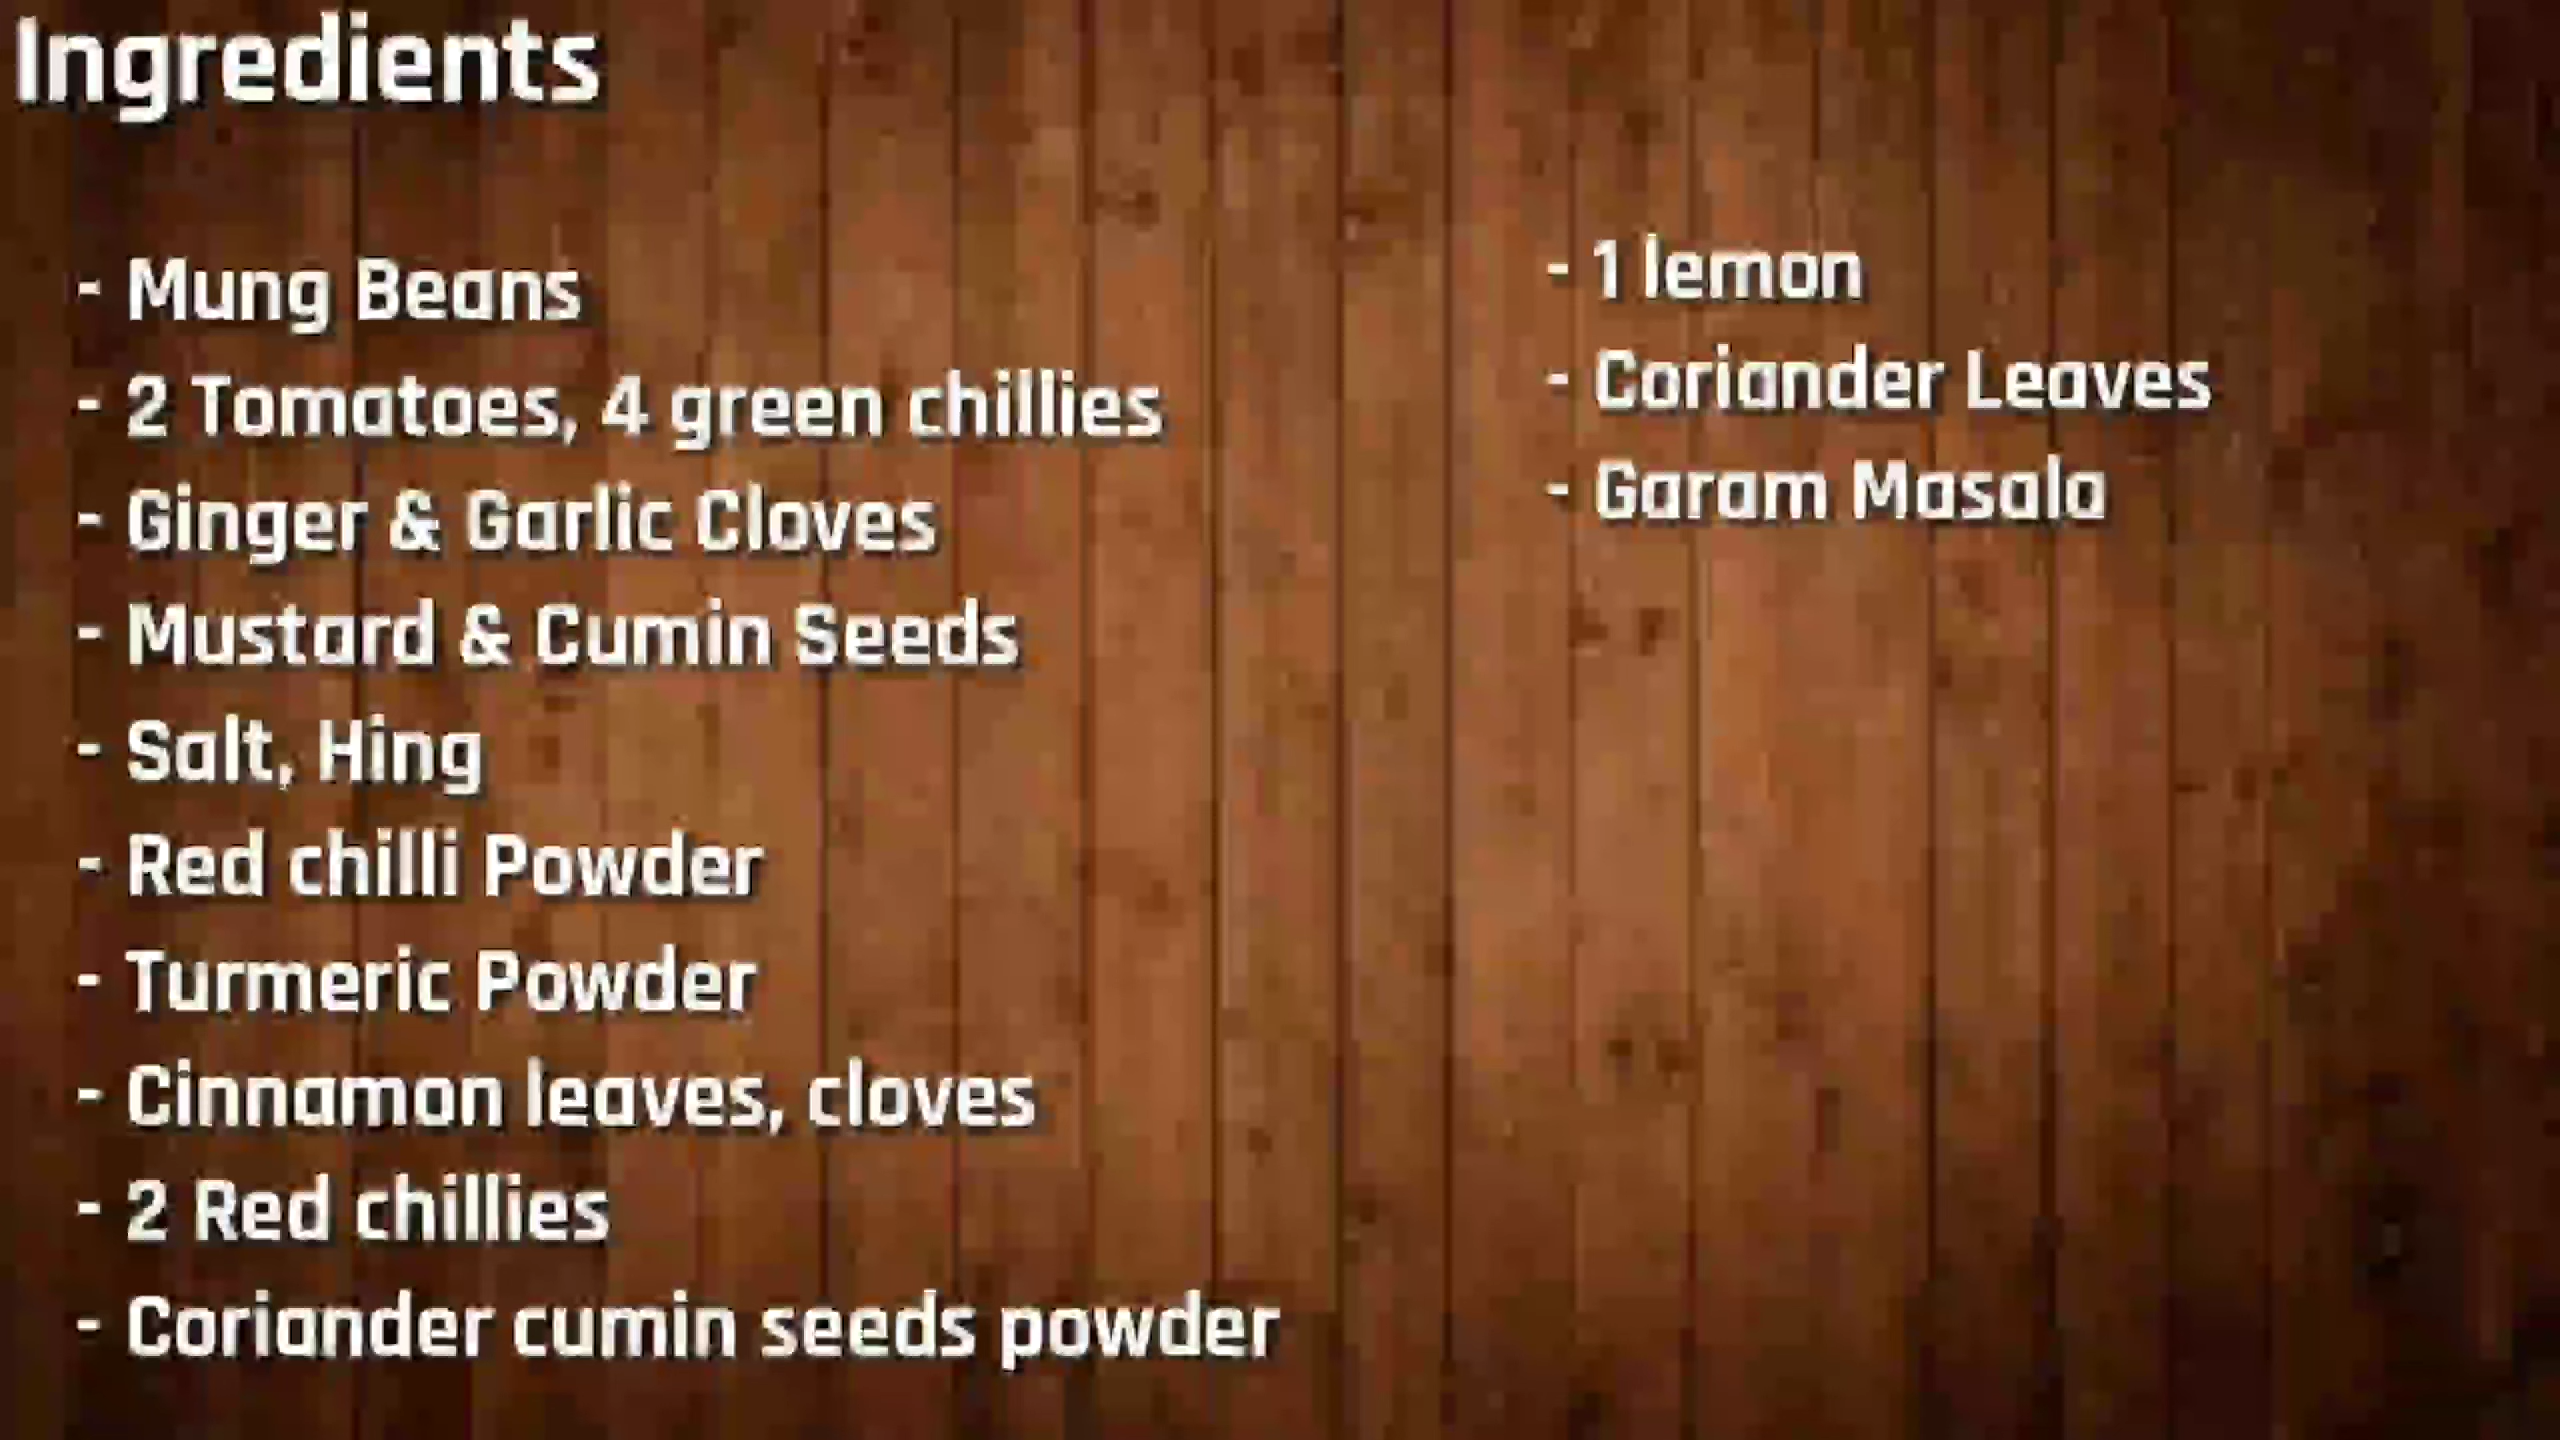 Ingredients
- Mung Beans
- 2 Tomatoes, 4 green chillies
- Ginger & Garlic Cloves
- Mustard & Cumin Seeds
- Salt, Hing
- Red chilli Powder
- Turmeric Powder
- Cinnamon leaves, cloves
- 2 Red chillies
- Coriander cumin seeds powder
- 1 lemon
- Coriander Leaves
- Garam Masala